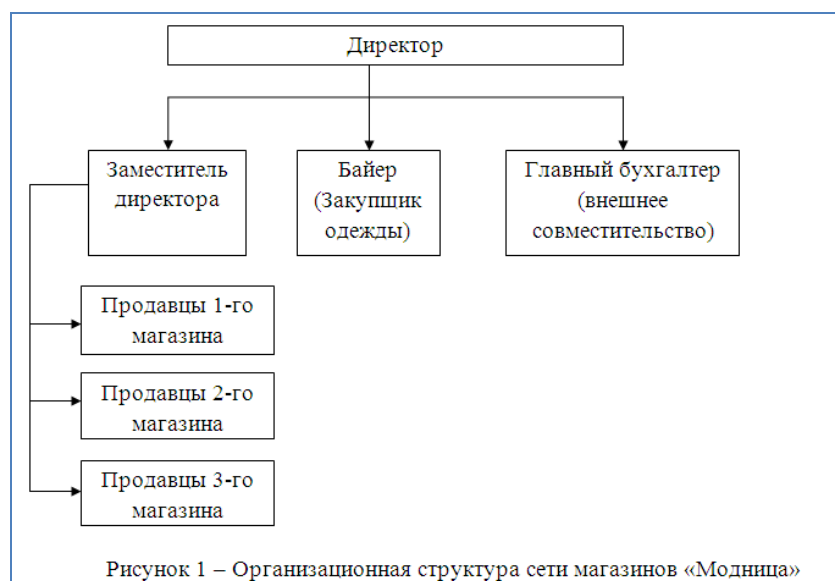 Директор
Заместитель
директора
Байер
(Закупщик
одежды)
Главный бухгалтер
(внешнее
совместительство)
Продавцы 1-го
магазина
Продавцы 2-го
магазина
Продавцы 3-го
магазина
Рисунок 1 – Организационная структура сети магазинов «Модница»